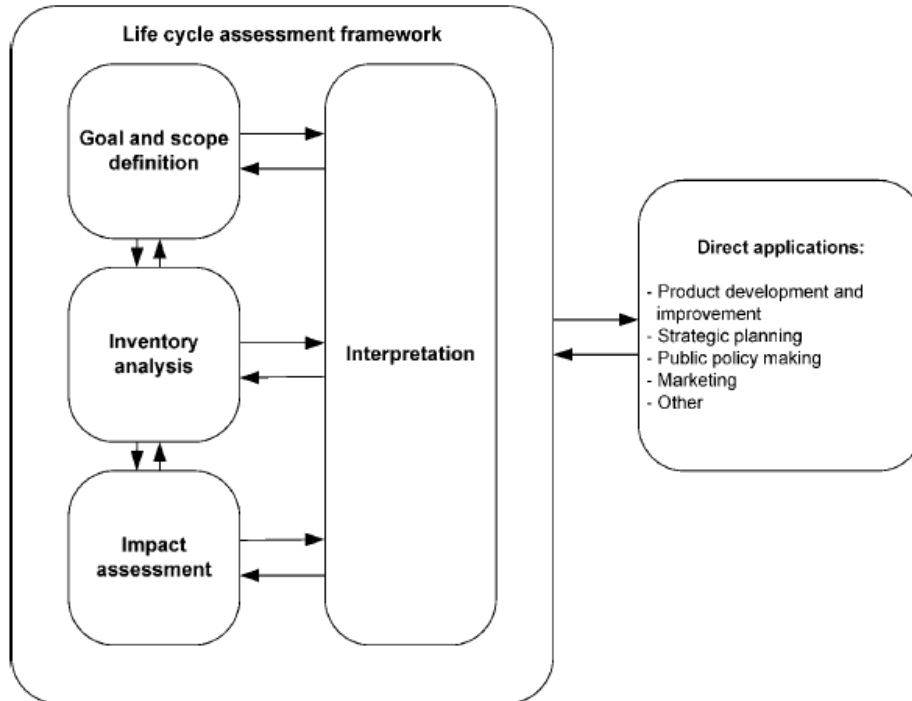 Life cycle assessment framework
Goal and scope
definition
Inventory
analysis
Impact
assessment
Interpretation
Direct applications:
- Product development and
improvement
- Strategic planning
- Public policy making
- Marketing
- Other